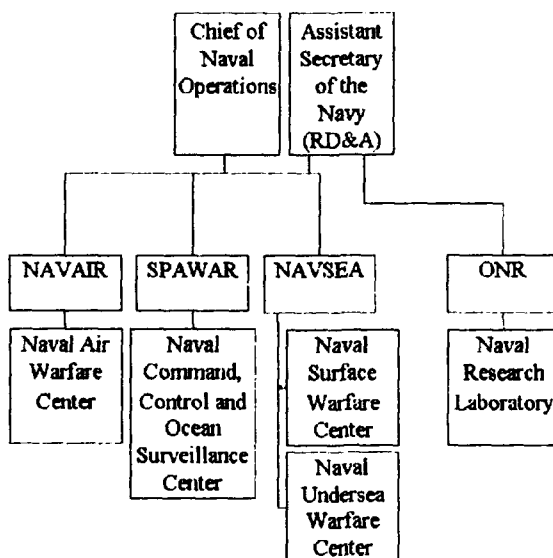 Chief of
Naval
Operations
Assistant
Secretary
of the
Navy
(RD&A)
NAVAIR
SPAWAR
NAVSEA
ONR
Naval Air
Warfare
Center
Naval
Command,
Control and
Ocean
Surveillance
Center
Naval
Surface
Warfare
Center
Naval
Research
Laboratory
Naval
Undersea
Warfare
Center